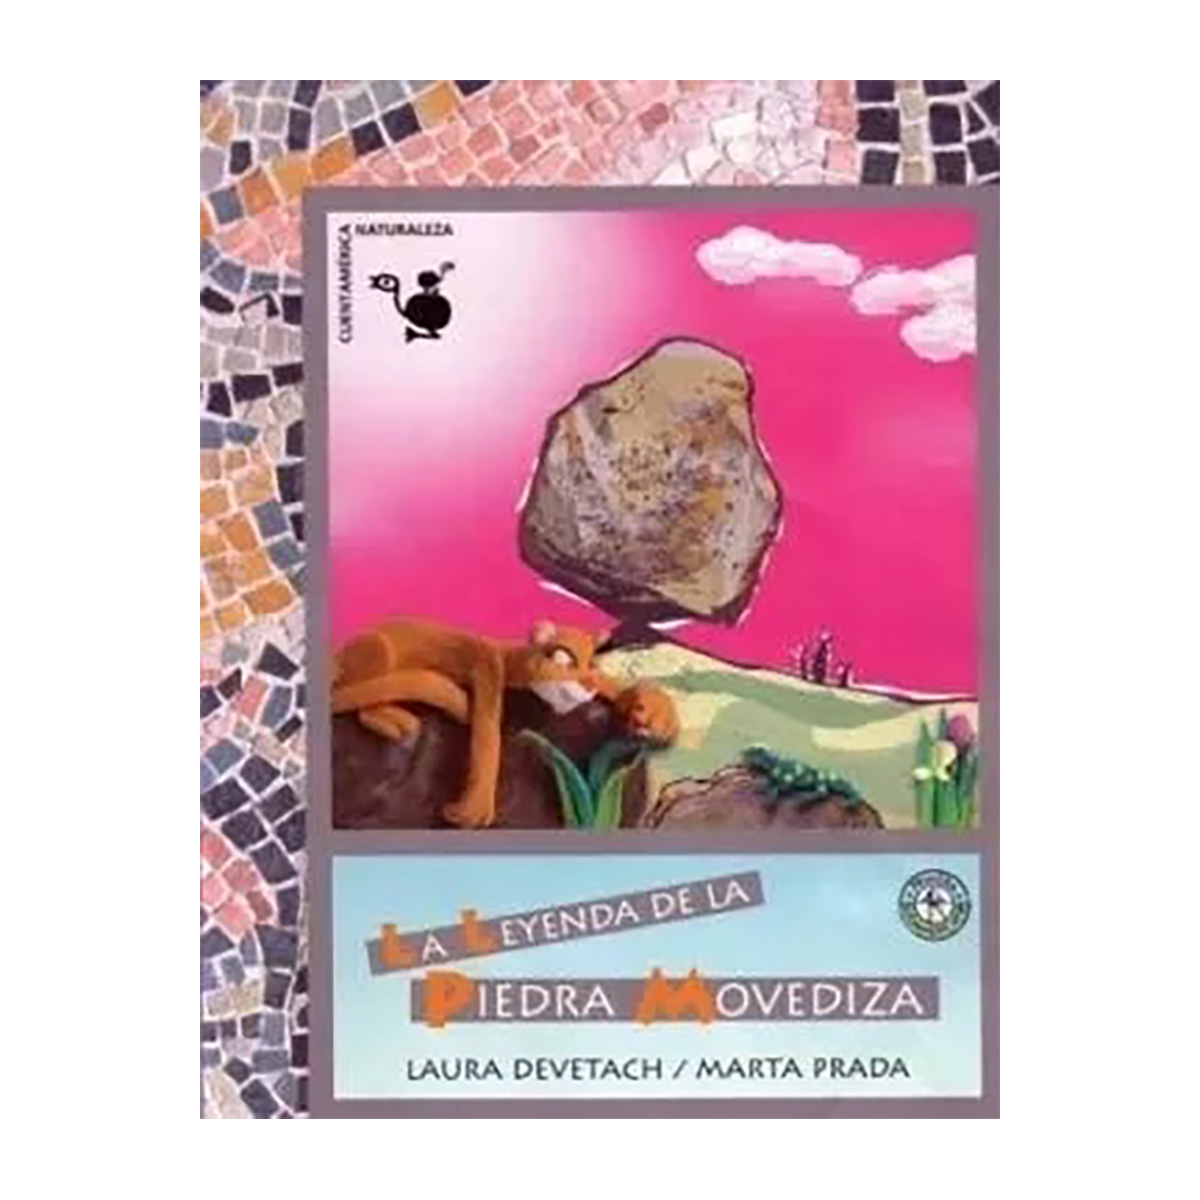 NATURALEZA
CUENTAMÉRICA
LA LEYENDA DE LA
PIEDRA MOVEDIZA
LAURA DEVETACH / MARTA PRADA